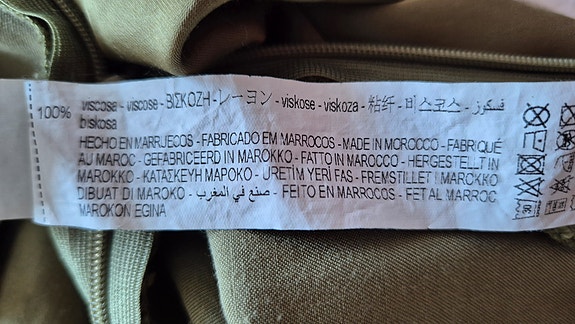 100% viscosa - viscose - ΒΙΣΚΟΖΗ - レーヨン - viskose - viskoza - 粘纤 - 비스코스 - فسكوز
biskosa
HECHO EN MARRUECOS - FABRICADO EM MARROCOS - MADE IN MOROCCO - FABRIQUÉ
AU MAROC - GEFABRICEERD IN MAROKKO - FATTO IN MAROCCO - HERGESTELLT IN
MAROKKO - ΚΑΤΑΣΚΕΥΗ ΜΑΡΟΚΟ - ÜRETİM YERİ FAS - FREMSTILLET I MAROKKO
DIBUAT DI MAROKO - صنع في المغرب - FEITO EN MARROCOS - FET AL MARROC
MAROKON EGINA